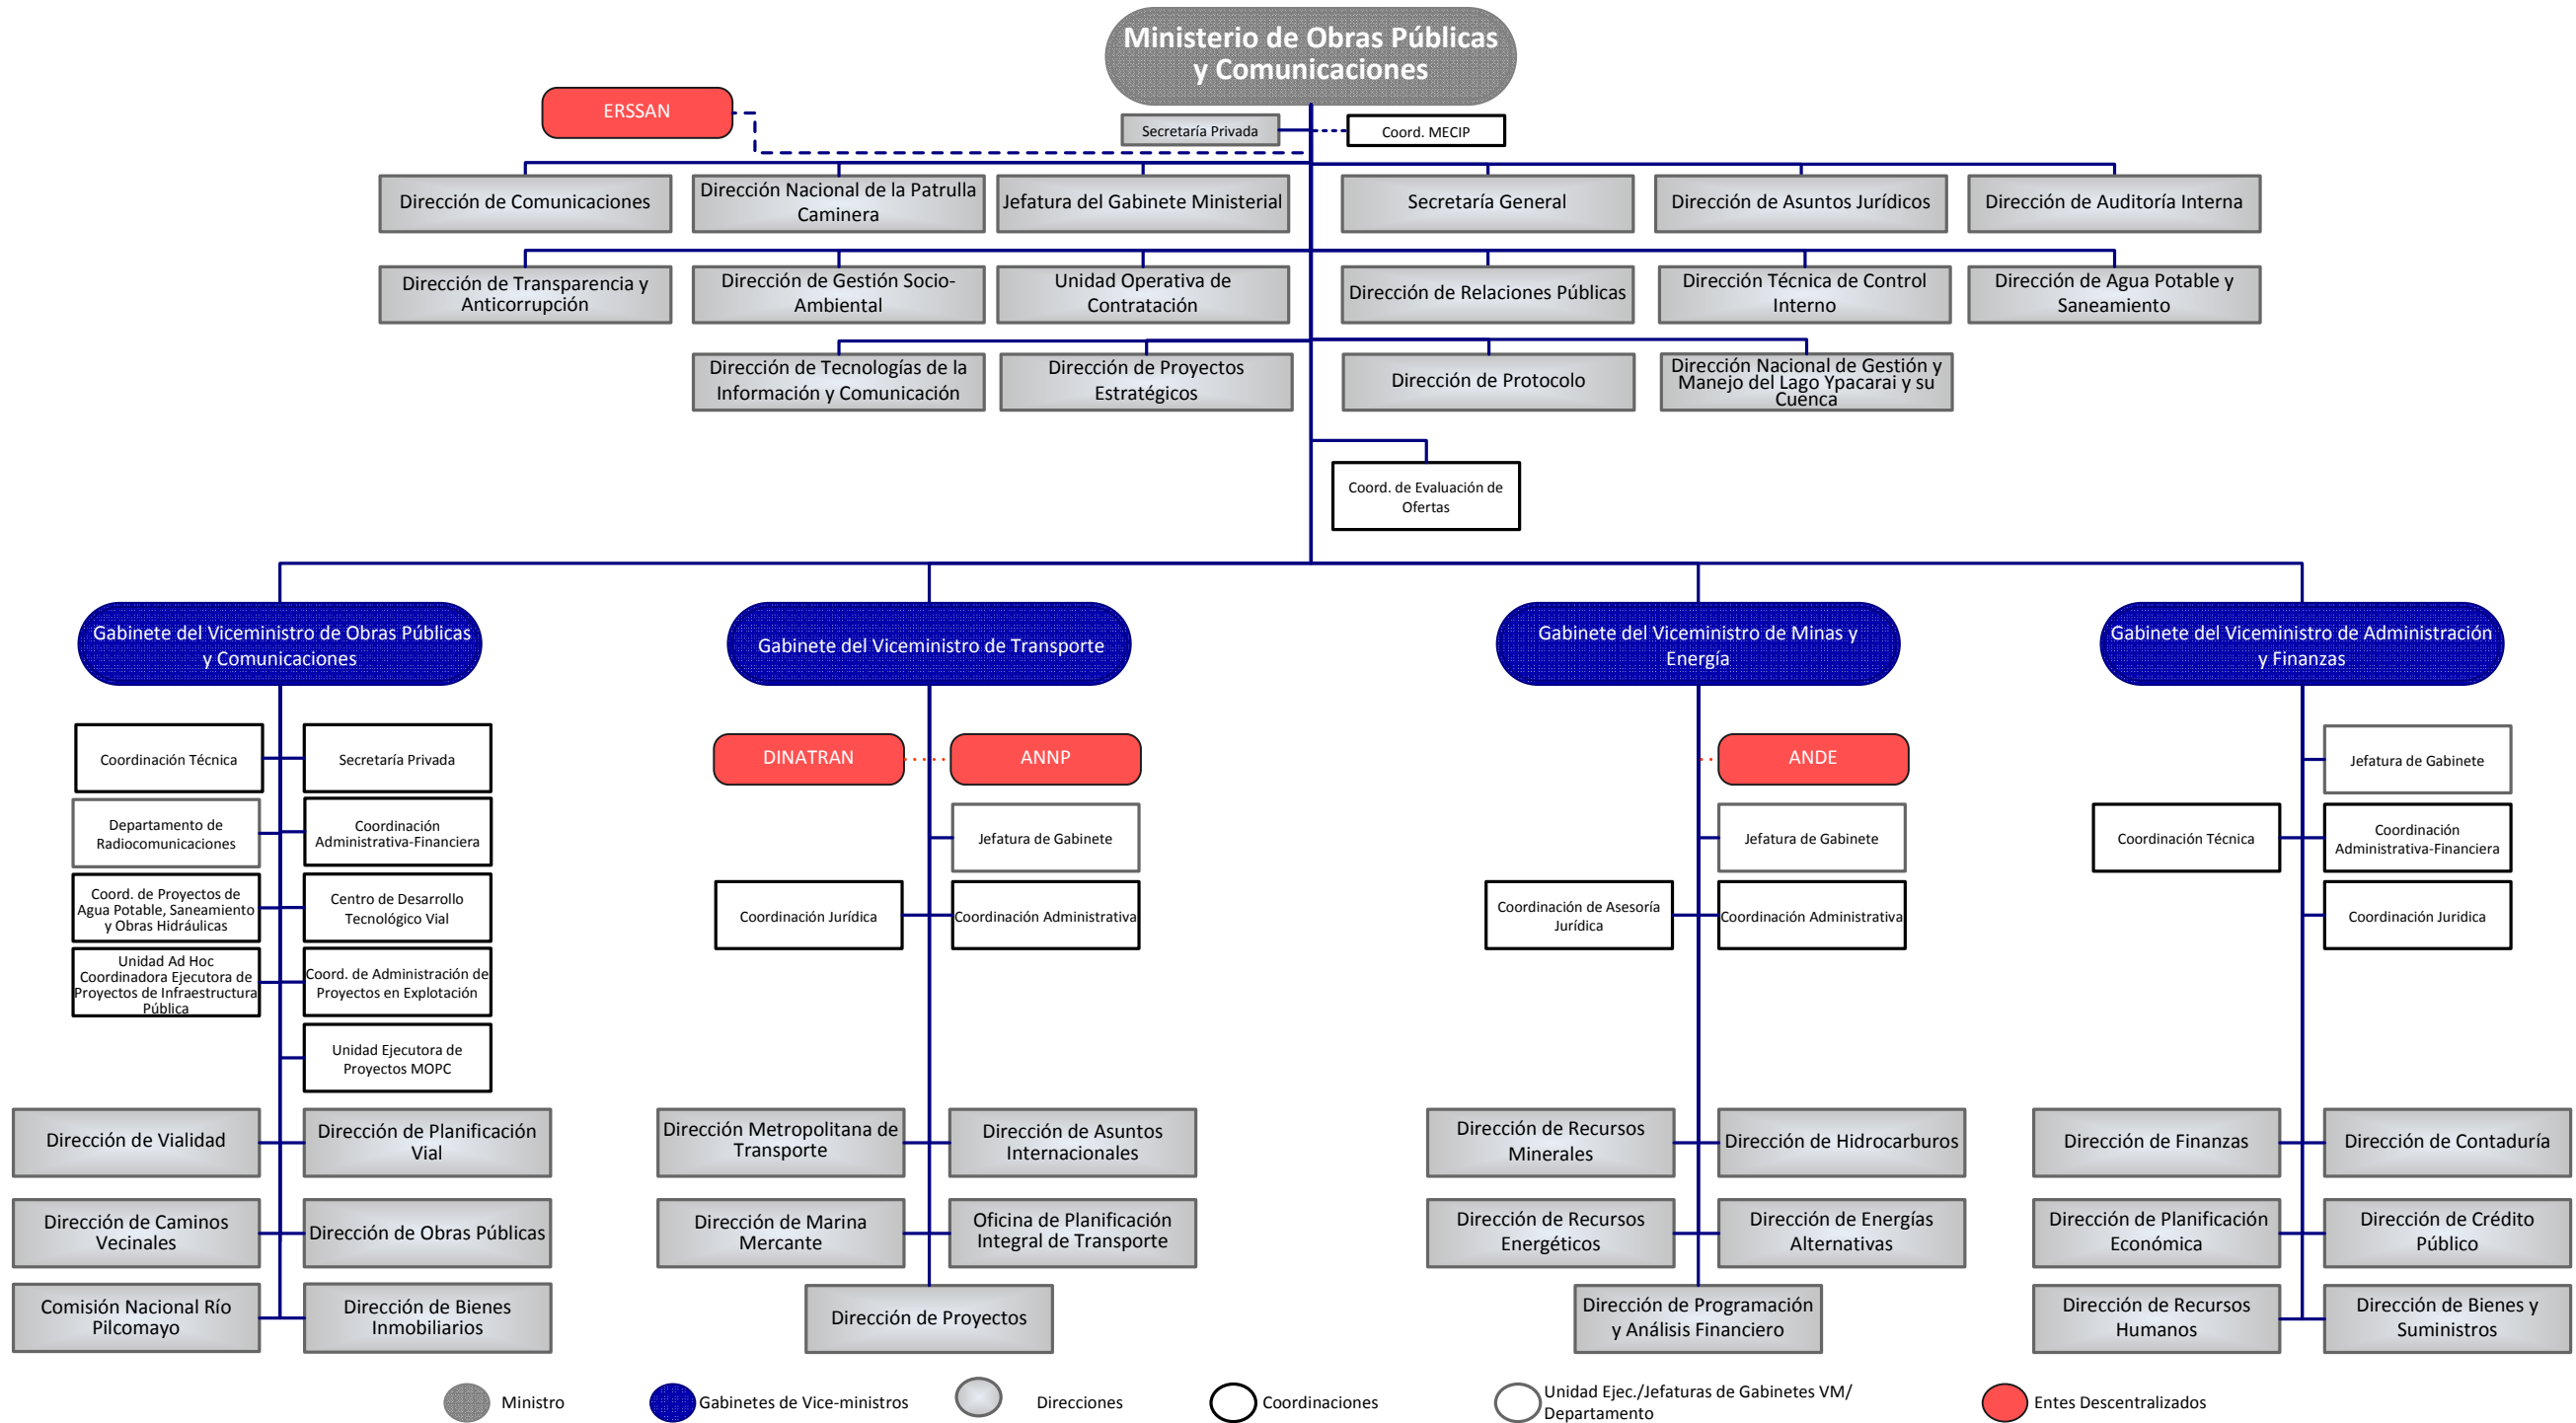 Ministerio de Obras Públicas
y Comunicaciones
ERSSAN
Secretaría Privada
Coord. MECIP
Dirección de Comunicaciones
Dirección Nacional de la Patrulla
Caminera
Jefatura del Gabinete Ministerial
Secretaría General
Dirección de Asuntos Jurídicos
Dirección de Auditoría Interna
Dirección de Transparencia y
Anticorrupción
Dirección de Gestión Socio-
Ambiental
Unidad Operativa de
Contratación
Dirección de Relaciones Públicas
Dirección Técnica de Control
Interno
Dirección de Agua Potable y
Saneamiento
Dirección de Tecnologías de la
Información y Comunicación
Dirección de Proyectos
Estratégicos
Dirección de Protocolo
Dirección Nacional de Gestión y
Manejo del Lago Ypacarai y su
Cuenca
Coord. de Evaluación de
Ofertas
Gabinete del Viceministro de Obras Públicas
y Comunicaciones
Gabinete del Viceministro de Transporte
Gabinete del Viceministro de Minas y
Energía
Gabinete del Viceministro de Administración
y Finanzas
Coordinación Técnica
Secretaría Privada
Departamento de
Radiocomunicaciones
Coordinación
Administrativa-Financiera
Coord. de Proyectos de
Agua Potable, Saneamiento
y Obras Hidráulicas
Centro de Desarrollo
Tecnológico Vial
Unidad Ad Hoc
Coordinadora Ejecutora de
Proyectos de Infraestructura
Pública
Coord. de Administración de
Proyectos en Explotación
Unidad Ejecutora de
Proyectos MOPC
Dirección de Vialidad
Dirección de Planificación
Vial
Dirección de Caminos
Vecinales
Dirección de Obras Públicas
Comisión Nacional Río
Pilcomayo
Dirección de Bienes
Inmobiliarios
DINATRAN
ANNP
Jefatura de Gabinete
Coordinación Jurídica
Coordinación Administrativa
Dirección Metropolitana de
Transporte
Dirección de Asuntos
Internacionales
Dirección de Marina
Mercante
Oficina de Planificación
Integral de Transporte
Dirección de Proyectos
ANDE
Jefatura de Gabinete
Coordinación de Asesoría
Jurídica
Coordinación Administrativa
Dirección de Recursos
Minerales
Dirección de Hidrocarburos
Dirección de Recursos
Energéticos
Dirección de Energías
Alternativas
Dirección de Programación
y Análisis Financiero
Jefatura de Gabinete
Coordinación Técnica
Coordinación
Administrativa-Financiera
Coordinación Juridica
Dirección de Finanzas
Dirección de Contaduría
Dirección de Planificación
Económica
Dirección de Crédito
Público
Dirección de Recursos
Humanos
Dirección de Bienes y
Suministros
Ministro
Gabinetes de Vice-ministros
Direcciones
Coordinaciones
Unidad Ejec./Jefaturas de Gabinetes VM/
Departamento
Entes Descentralizados